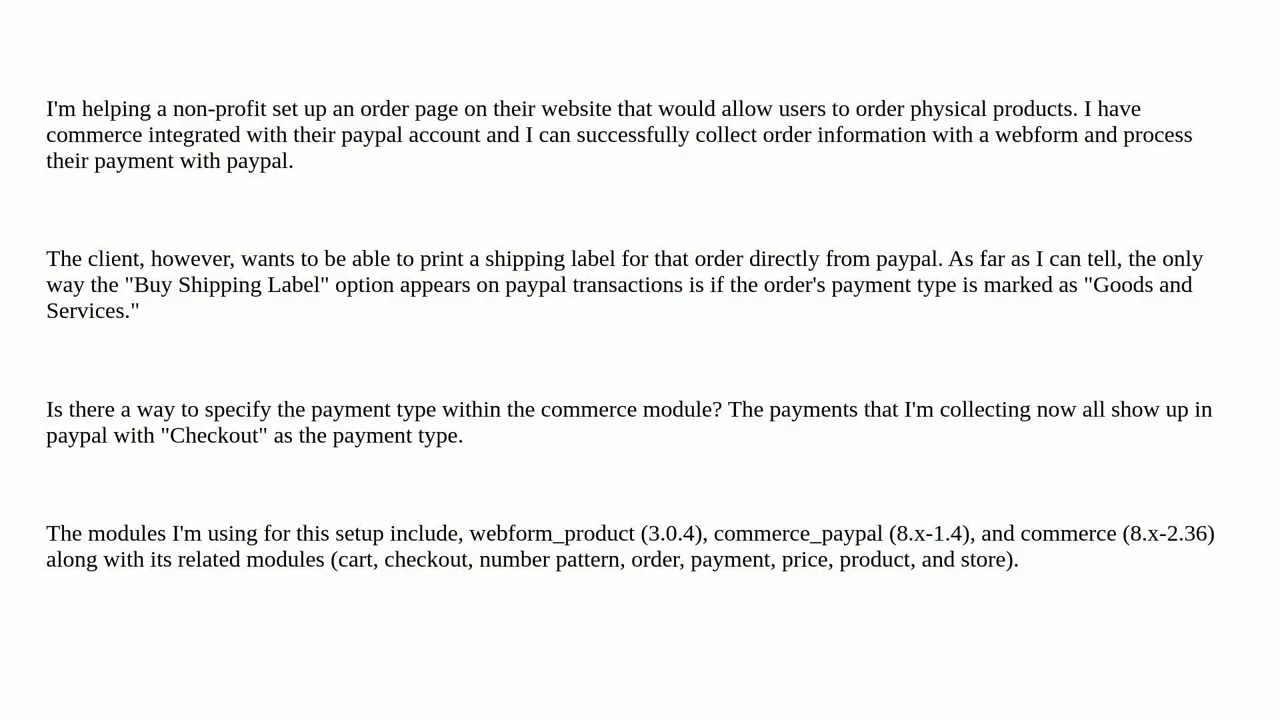 I'm helping a non-profit set up an order page on their website that would allow users to order physical products. I have
commerce integrated with their paypal account and I can successfully collect order information with a webform and process
their payment with paypal.
The client, however, wants to be able to print a shipping label for that order directly from paypal. As far as I can tell, the only
way the "Buy Shipping Label" option appears on paypal transactions is if the order's payment type is marked as "Goods and
Services."
Is there a way to specify the payment type within the commerce module? The payments that I'm collecting now all show up in
paypal with "Checkout" as the payment type.
The modules I'm using for this setup include, webform_product (3.0.4), commerce_paypal (8.x-1.4), and commerce (8.x-2.36)
along with its related modules (cart, checkout, number pattern, order, payment, price, product, and store).